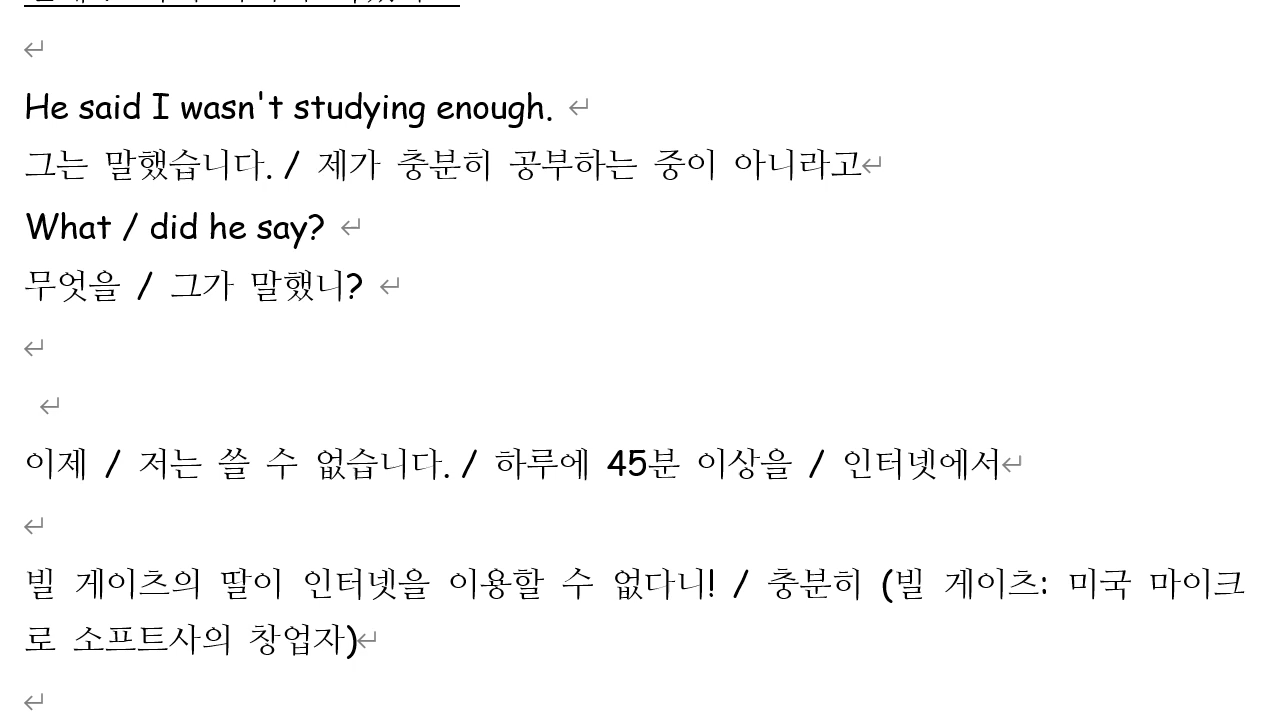 He said I wasn't studying enough.
그는 말했습니다. / 제가 충분히 공부하는 중이 아니라고
What / did he say?
무엇을 / 그가 말했니?
이제 / 저는 쓸 수 없습니다. / 하루에 45분 이상을 / 인터넷에서
빌 게이츠의 딸이 인터넷을 이용할 수 없다니! / 충분히 (빌 게이츠: 미국 마이크
로 소프트사의 창업자)